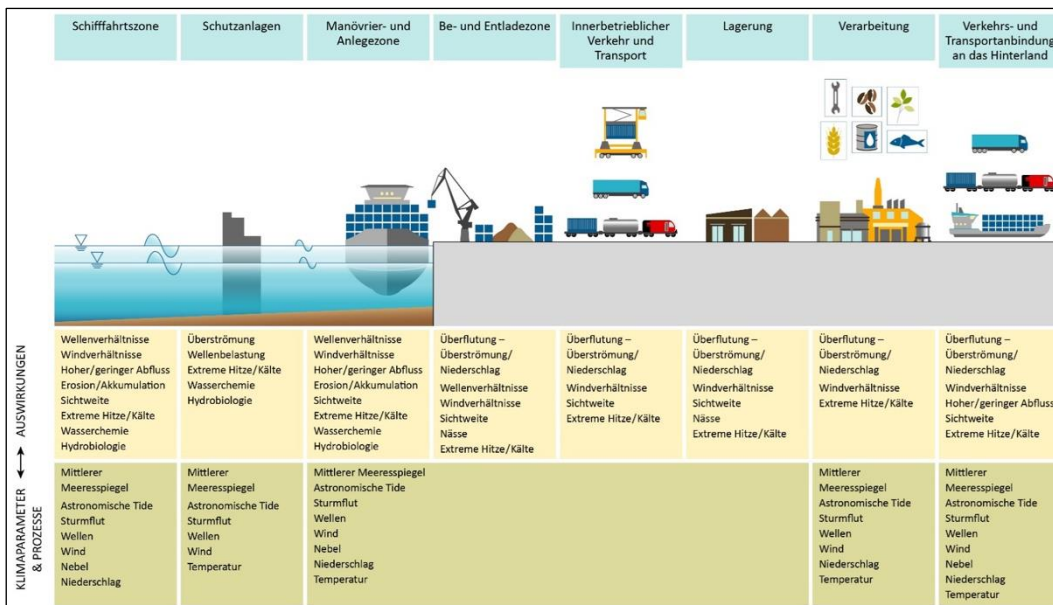 Schifffahrtszone
Schutzanlagen
Manövrier- und
Anlegezone
Be- und Entladezone
Innerbetrieblicher
Verkehr und
Transport
Lagerung
Verarbeitung
Verkehrs- und
Transportanbindung
an das Hinterland
AUSWIRKUNGEN
Wellenverhältnisse
Windverhältnisse
Hoher/geringer Abfluss
Erosion/Akkumulation
Sichtweite
Extreme Hitze/Kälte
Wasserchemie
Hydrobiologie
Überströmung
Wellenbelastung
Extreme Hitze/Kälte
Wasserchemie
Hydrobiologie
Wellenverhältnisse
Windverhältnisse
Hoher/geringer Abfluss
Erosion/Akkumulation
Sichtweite
Extreme Hitze/Kälte
Wasserchemie
Hydrobiologie
Überflutung –
Überströmung/
Niederschlag
Wellenverhältnisse
Windverhältnisse
Sichtweite
Nässe
Extreme Hitze/Kälte
Überflutung –
Überströmung/
Niederschlag
Windverhältnisse
Sichtweite
Extreme Hitze/Kälte
Überflutung –
Überströmung/
Niederschlag
Windverhältnisse
Sichtweite
Nässe
Extreme Hitze/Kälte
Überflutung –
Überströmung/
Niederschlag
Windverhältnisse
Extreme Hitze/Kälte
Überflutung –
Überströmung/
Niederschlag
Windverhältnisse
Hoher/geringer Abfluss
Sichtweite
Extreme Hitze/Kälte
KLIMAPARAMETER
& PROZESSE
Mittlerer
Meeresspiegel
Astronomische Tide
Sturmflut
Wellen
Wind
Nebel
Niederschlag
Mittlerer
Meeresspiegel
Astronomische Tide
Sturmflut
Wellen
Wind
Temperatur
Mittlerer Meeresspiegel
Astronomische Tide
Sturmflut
Wellen
Wind
Nebel
Niederschlag
Temperatur
Mittlerer
Meeresspiegel
Astronomische Tide
Sturmflut
Wellen
Wind
Niederschlag
Temperatur
Mittlerer
Meeresspiegel
Astronomische Tide
Sturmflut
Wellen
Wind
Nebel
Niederschlag
Temperatur